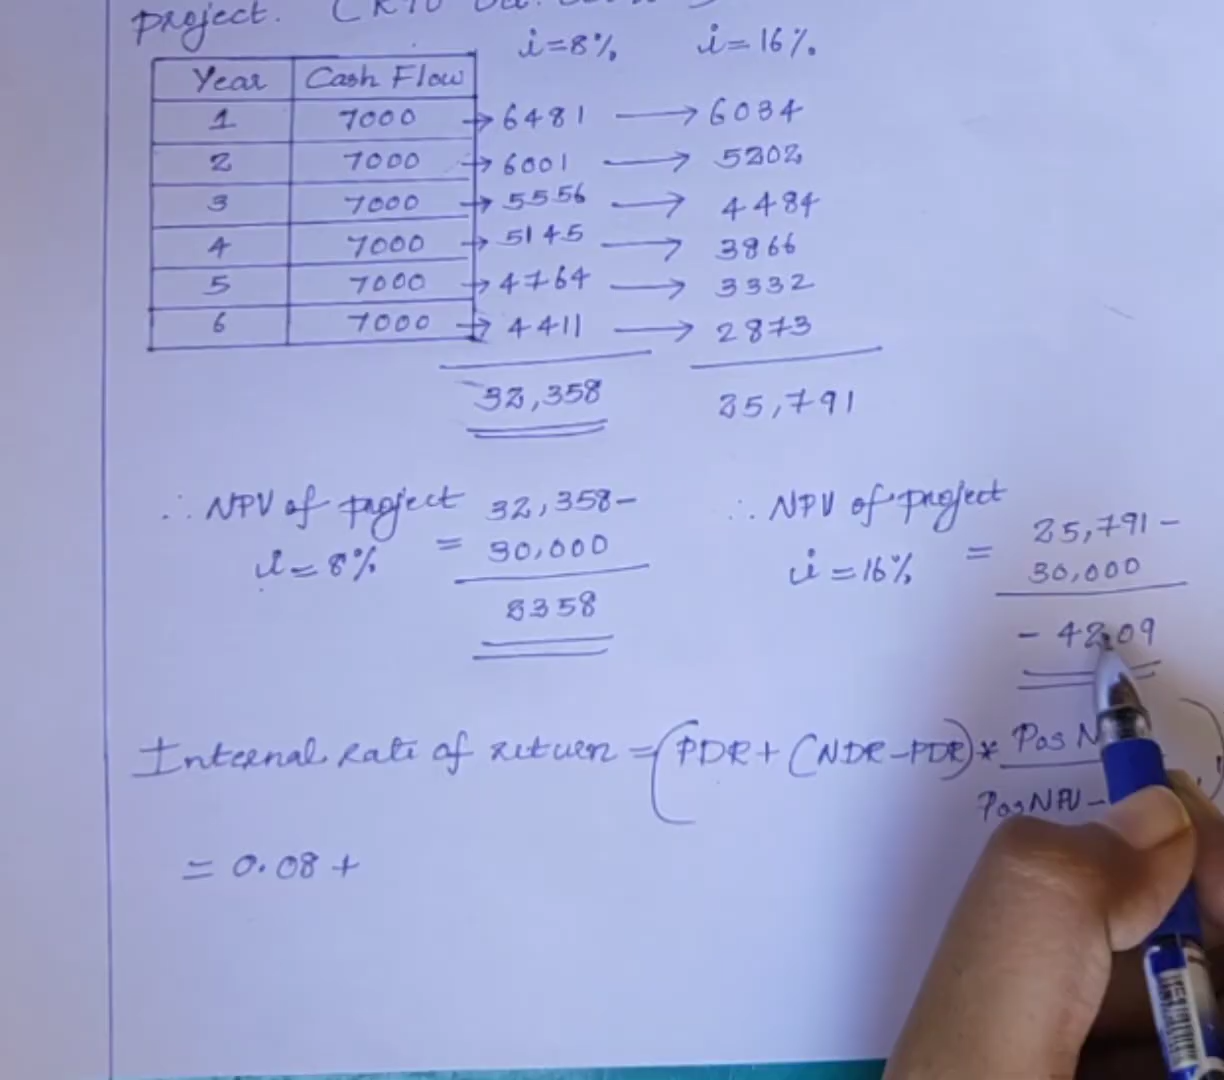 project.
i=8% i=16%.
Year Cash Flow
1 7000 → 6481 → 6034
2 7000 → 6001 → 5202
3 7000 → 5556 → 4484
4 7000 → 5145 → 3866
5 7000 → 4764 → 3332
6 7000 → 4411 → 2873
32,358 25,791
∴ NPV of project i=8% = 32,358- 30,000
2358
∴ NPV of project i=16% = 25,791- 30,000
- 4209
Internal Rate of return = (PDR + (NDR-PDR) * Pos N
Pos NPV -
= 0.08 +